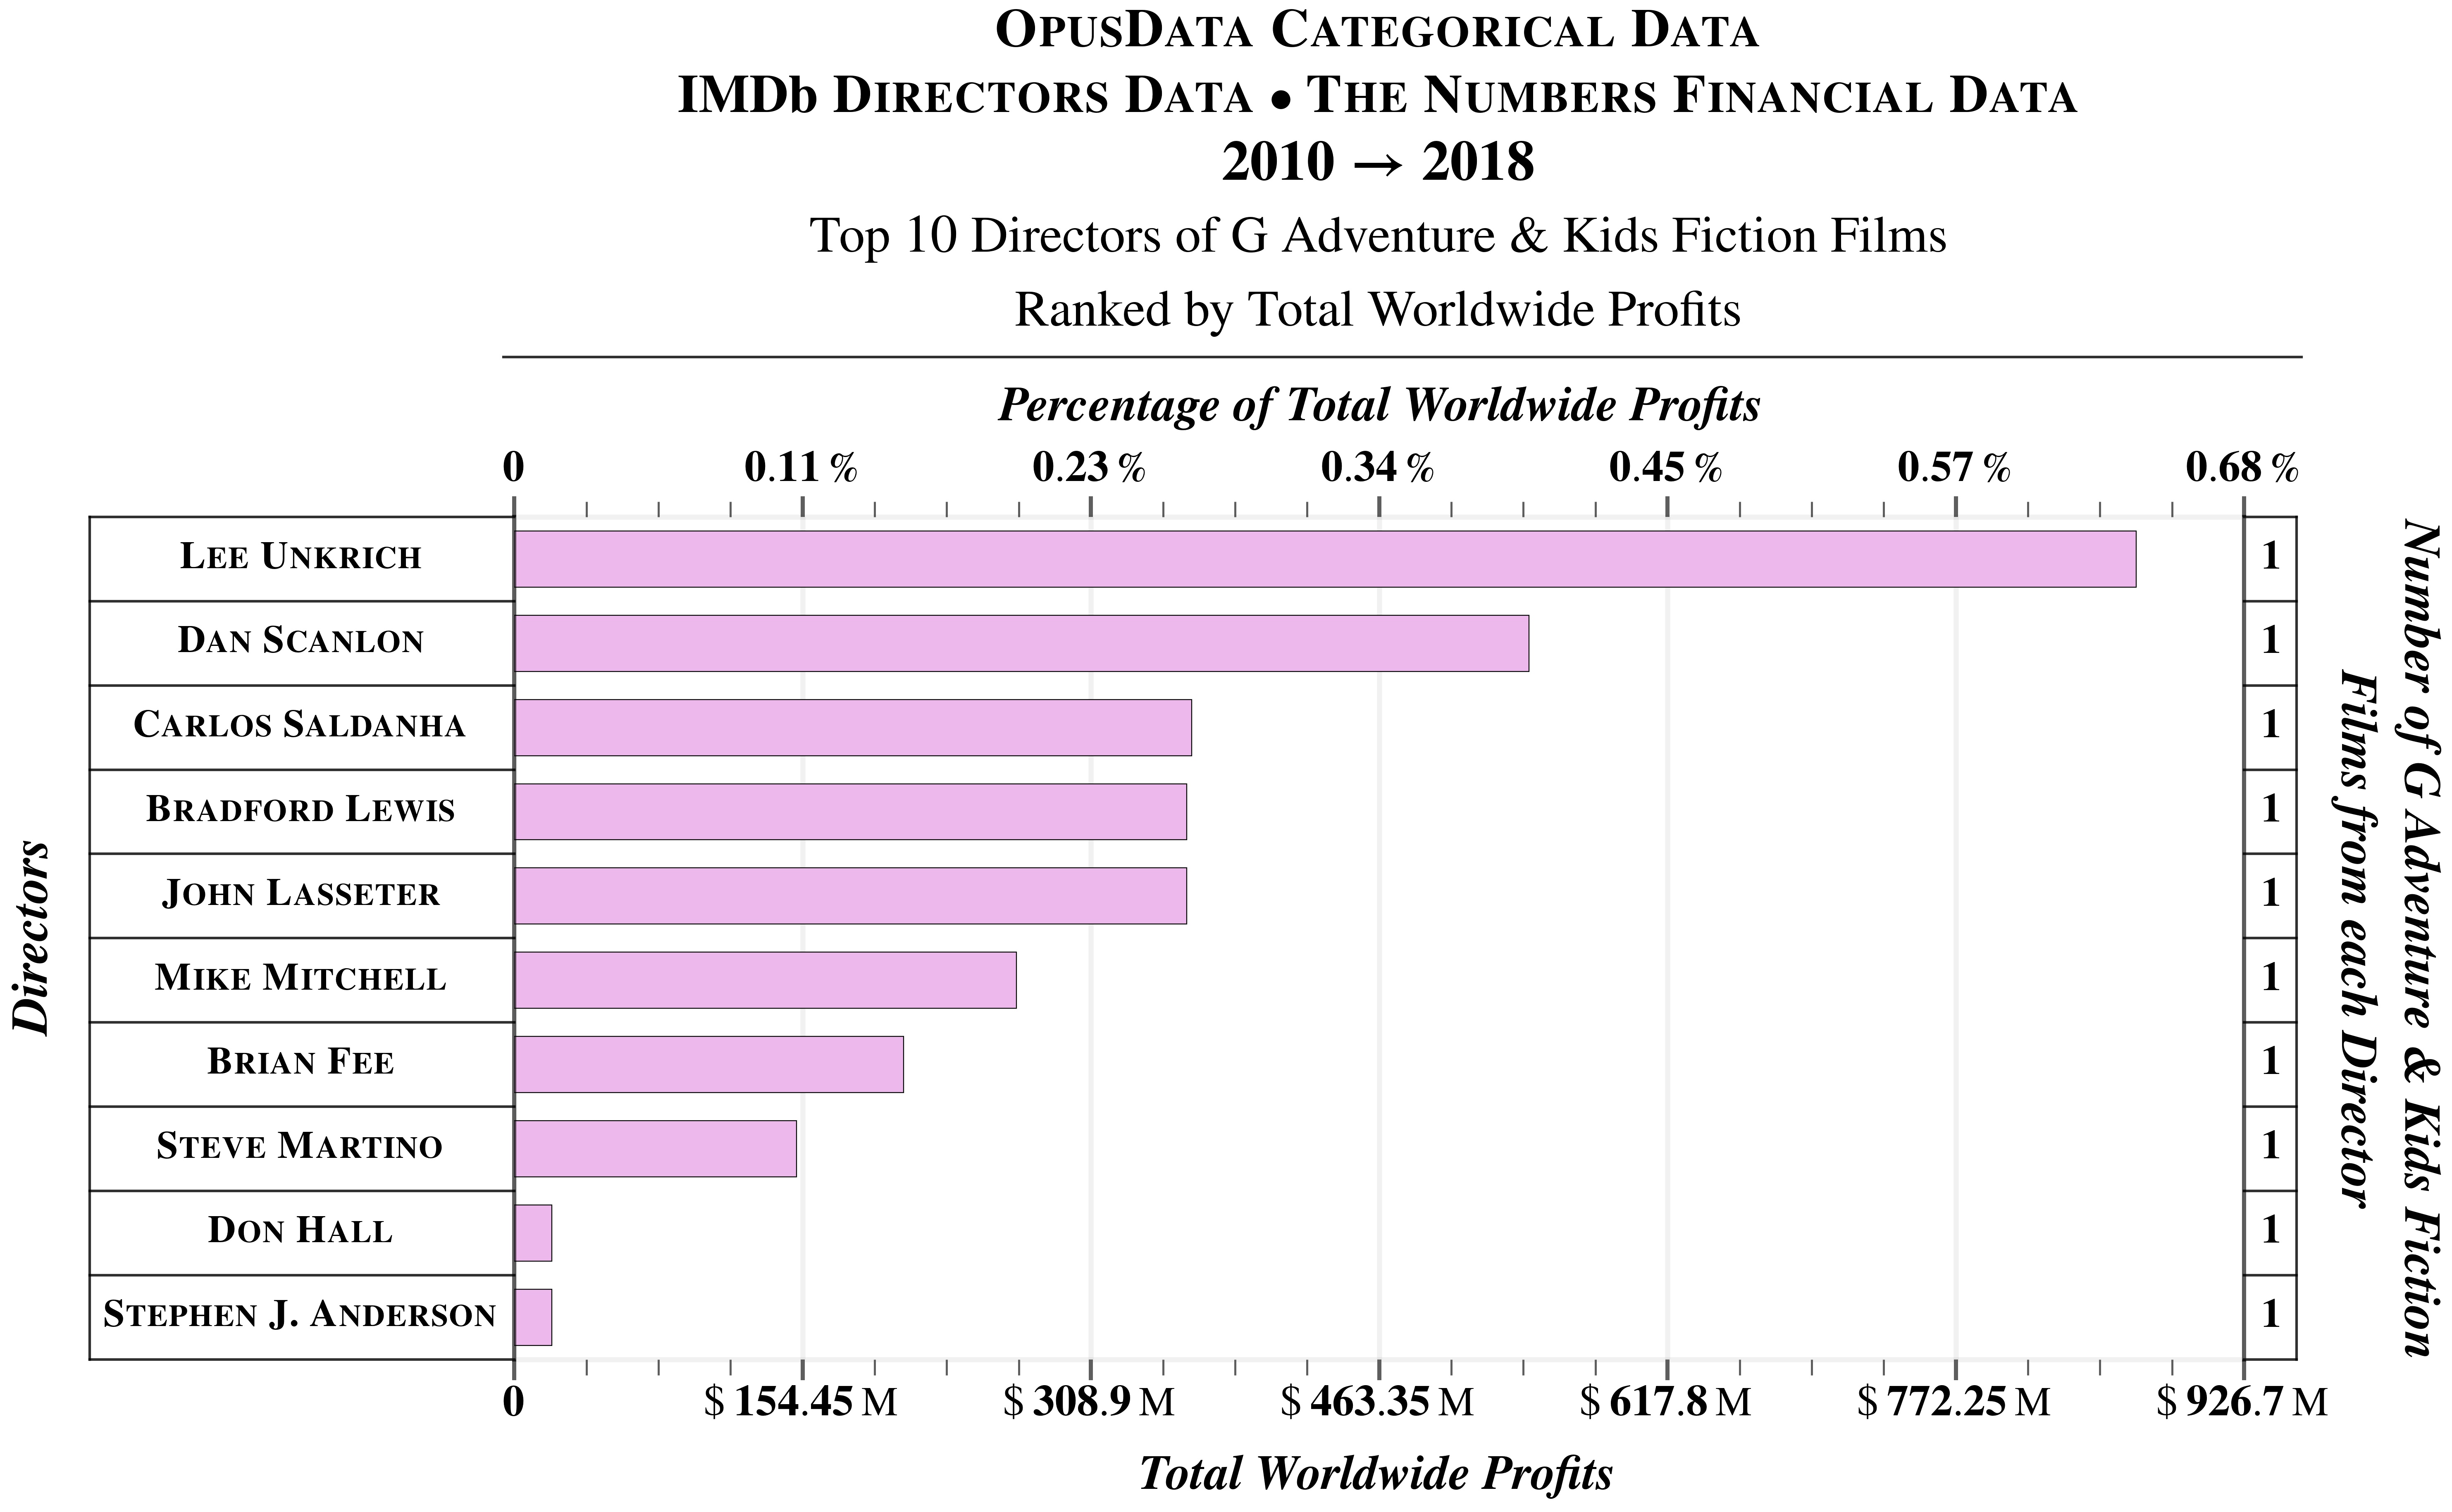 OpusData Categorical Data
IMDb Directors Data • The Numbers Financial Data
2010 → 2018
Top 10 Directors of G Adventure & Kids Fiction Films
Ranked by Total Worldwide Profits
Percentage of Total Worldwide Profits
0 0.11 % 0.23 % 0.34 % 0.45 % 0.57 % 0.68 %
Directors
Lee Unkrich 1
Dan Scanlon 1
Carlos Saldanha 1
Bradford Lewis 1
John Lasseter 1
Mike Mitchell 1
Brian Fee 1
Steve Martino 1
Don Hall 1
Stephen J. Anderson 1
Number of G Adventure & Kids Fiction
Films from each Director
0 $ 154.45 M $ 308.9 M $ 463.35 M $ 617.8 M $ 772.25 M $ 926.7 M
Total Worldwide Profits